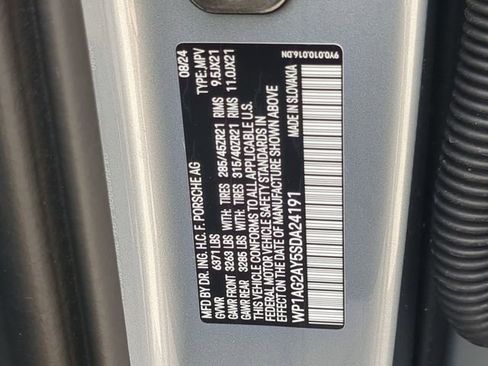 MFD BY DR. ING. H.C. F. PORSCHE AG 08/24
GVWR 6371 LBS TYPE: MPV
GAWR FRONT 3263 LBS WITH: TIRES 285/45ZR21 RIMS 9.5JX21
GAWR REAR 3285 LBS WITH: TIRES 315/40ZR21 RIMS 11.0JX21
THIS VEHICLE CONFORMS TO ALL APPLICABLE U.S.
FEDERAL MOTOR VEHICLE SAFETY STANDARDS IN
EFFECT ON DATE OF MANUFACTURE SHOWN ABOVE
WP1AG2AY5SDA24191 MADE IN SLOVAKIA
9Y0.010.016.DN